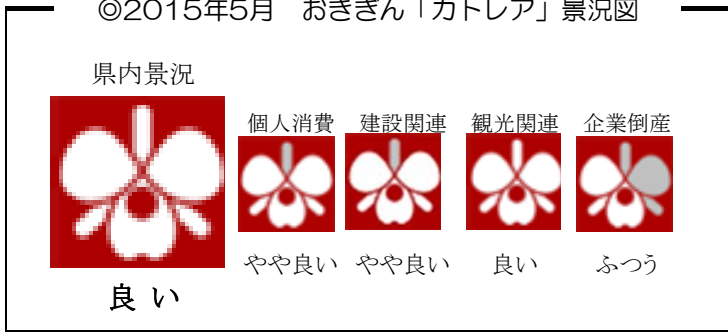 ◎2015年5月　おきぎん「カトレア」景況図
県内景況
個人消費　建設関連　観光関連　企業倒産
やや良い　やや良い　良い　ふつう
良 い